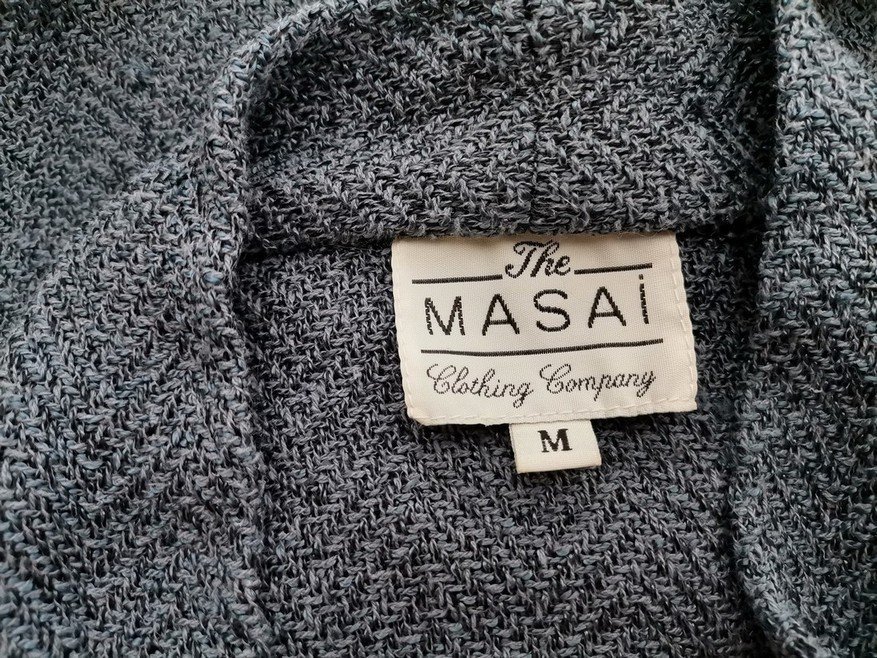 The
MASAi
Clothing Company
M